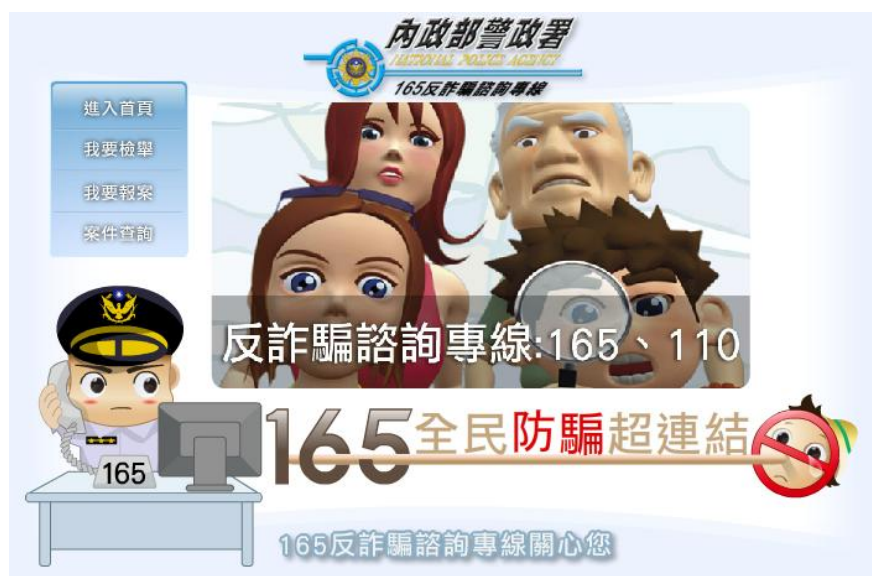 內政部警政署
NATIONAL POLICE AGENCY
165反詐騙諮詢專線
進入首頁
我要檢舉
我要報案
案件查詢
反詐騙諮詢專線:165、110
165全民防騙超連結
165
165反詐騙諮詢專線關心您